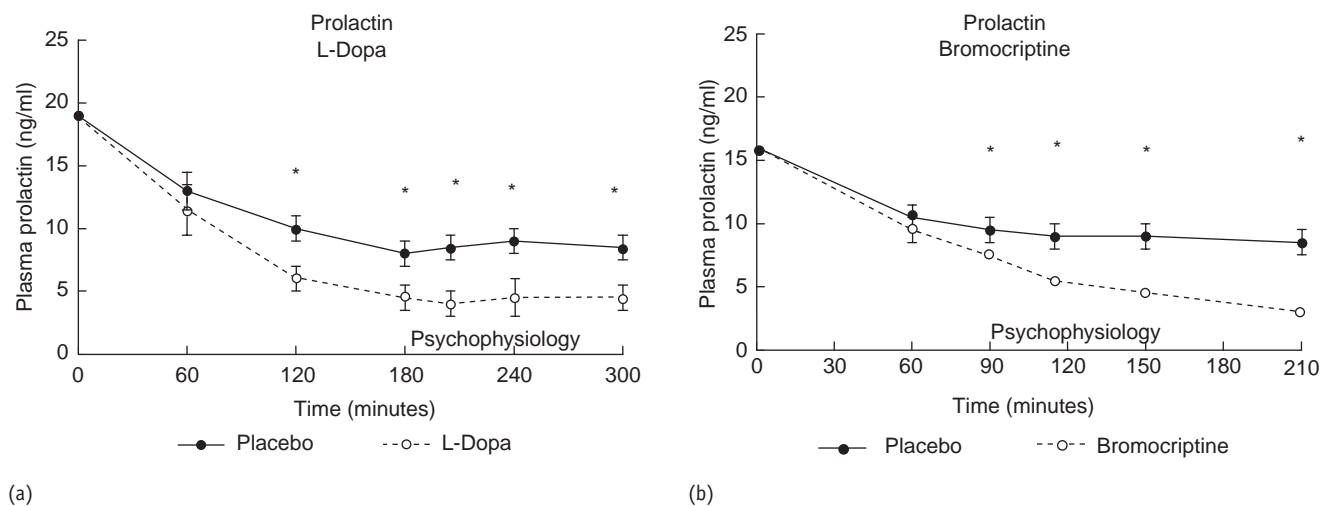 Prolactin
L-Dopa
25
20
15
10
5
0
Plasma prolactin (ng/ml)
* * * * *
Psychophysiology
0 60 120 180 240 300
Time (minutes)
Placebo L-Dopa
(a)
Prolactin
Bromocriptine
25
20
15
10
5
0
Plasma prolactin (ng/ml)
* * * *
Psychophysiology
0 30 60 90 120 150 180 210
Time (minutes)
Placebo Bromocriptine
(b)